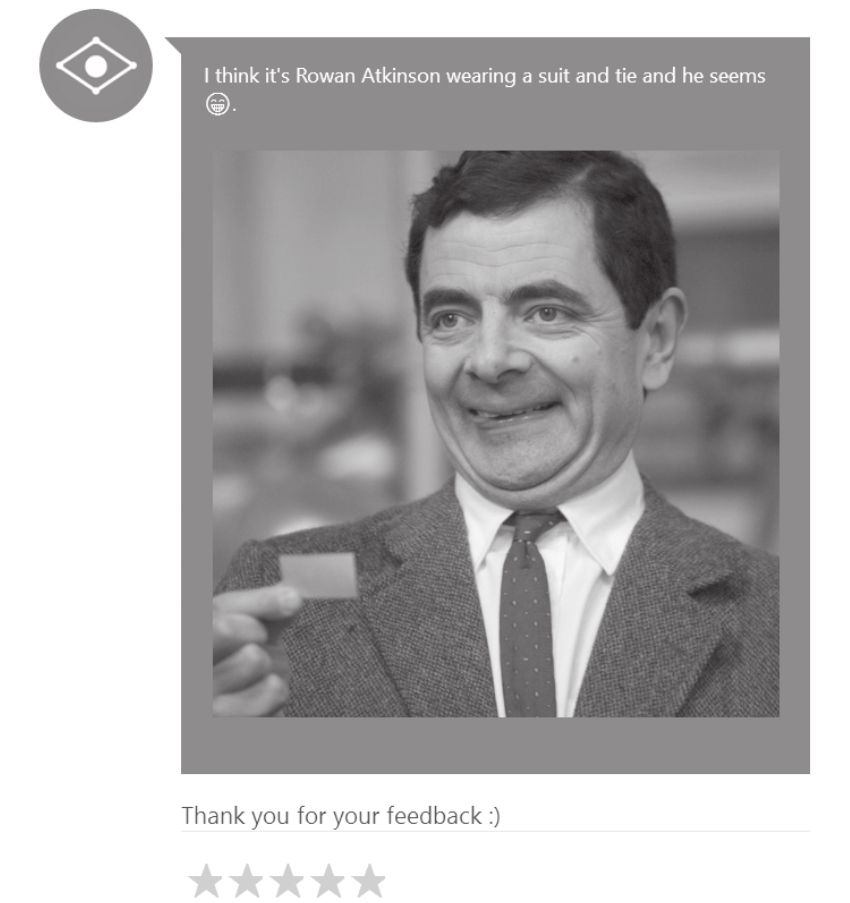 I think it's Rowan Atkinson wearing a suit and tie and he seems
😁.
Thank you for your feedback :)